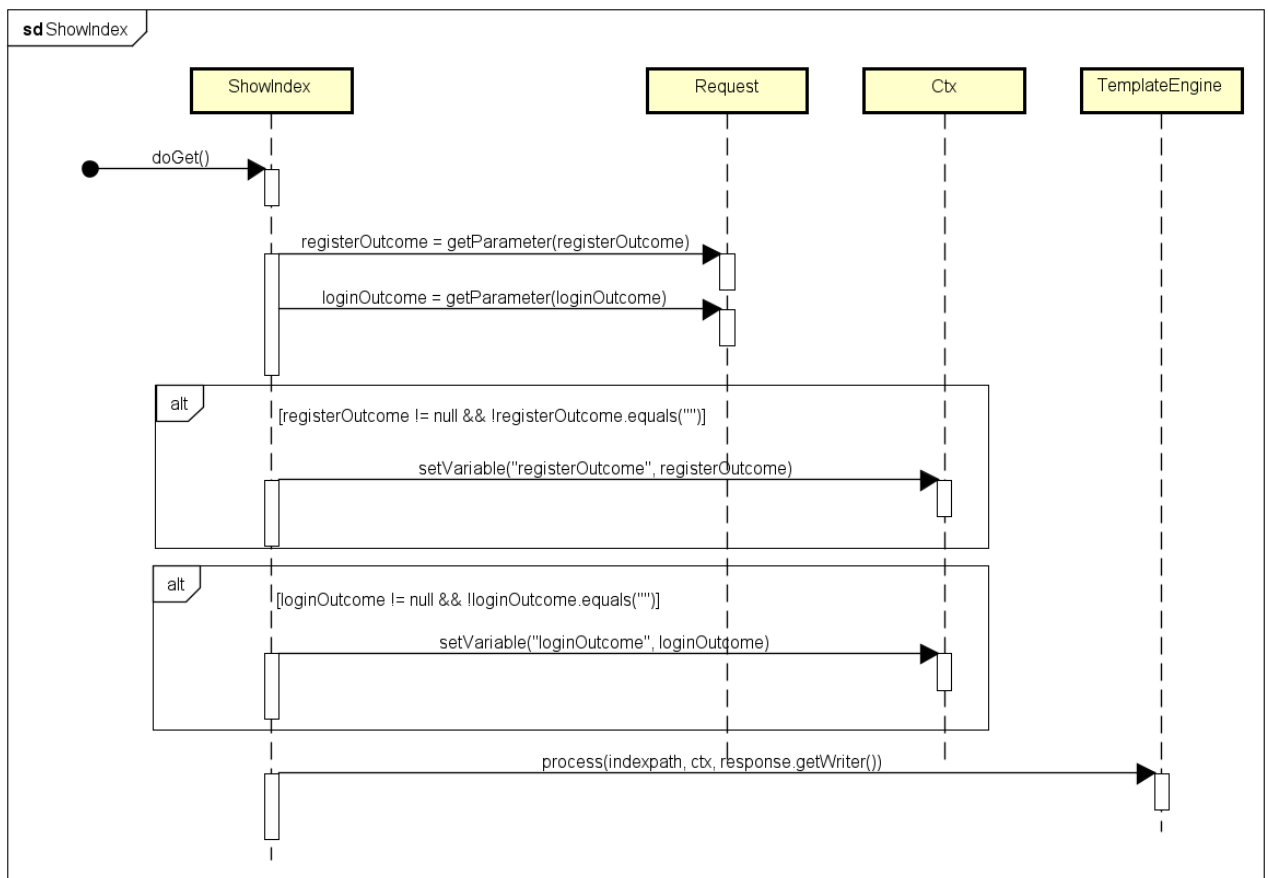 sd ShowIndex
ShowIndex
Request
Ctx
TemplateEngine
doGet()
registerOutcome = getParameter(registerOutcome)
loginOutcome = getParameter(loginOutcome)
alt
[registerOutcome != null && !registerOutcome.equals("")]
setVariable("registerOutcome", registerOutcome)
alt
[loginOutcome != null && !loginOutcome.equals("")]
setVariable("loginOutcome", loginOutcome)
process(indexpath, ctx, response.getWriter())